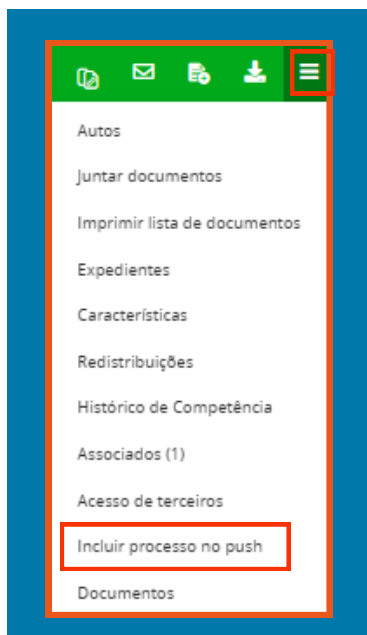 Autos
Juntar documentos
Imprimir lista de documentos
Expedientes
Características
Redistribuições
Histórico de Competência
Associados (1)
Acesso de terceiros
Incluir processo no push
Documentos